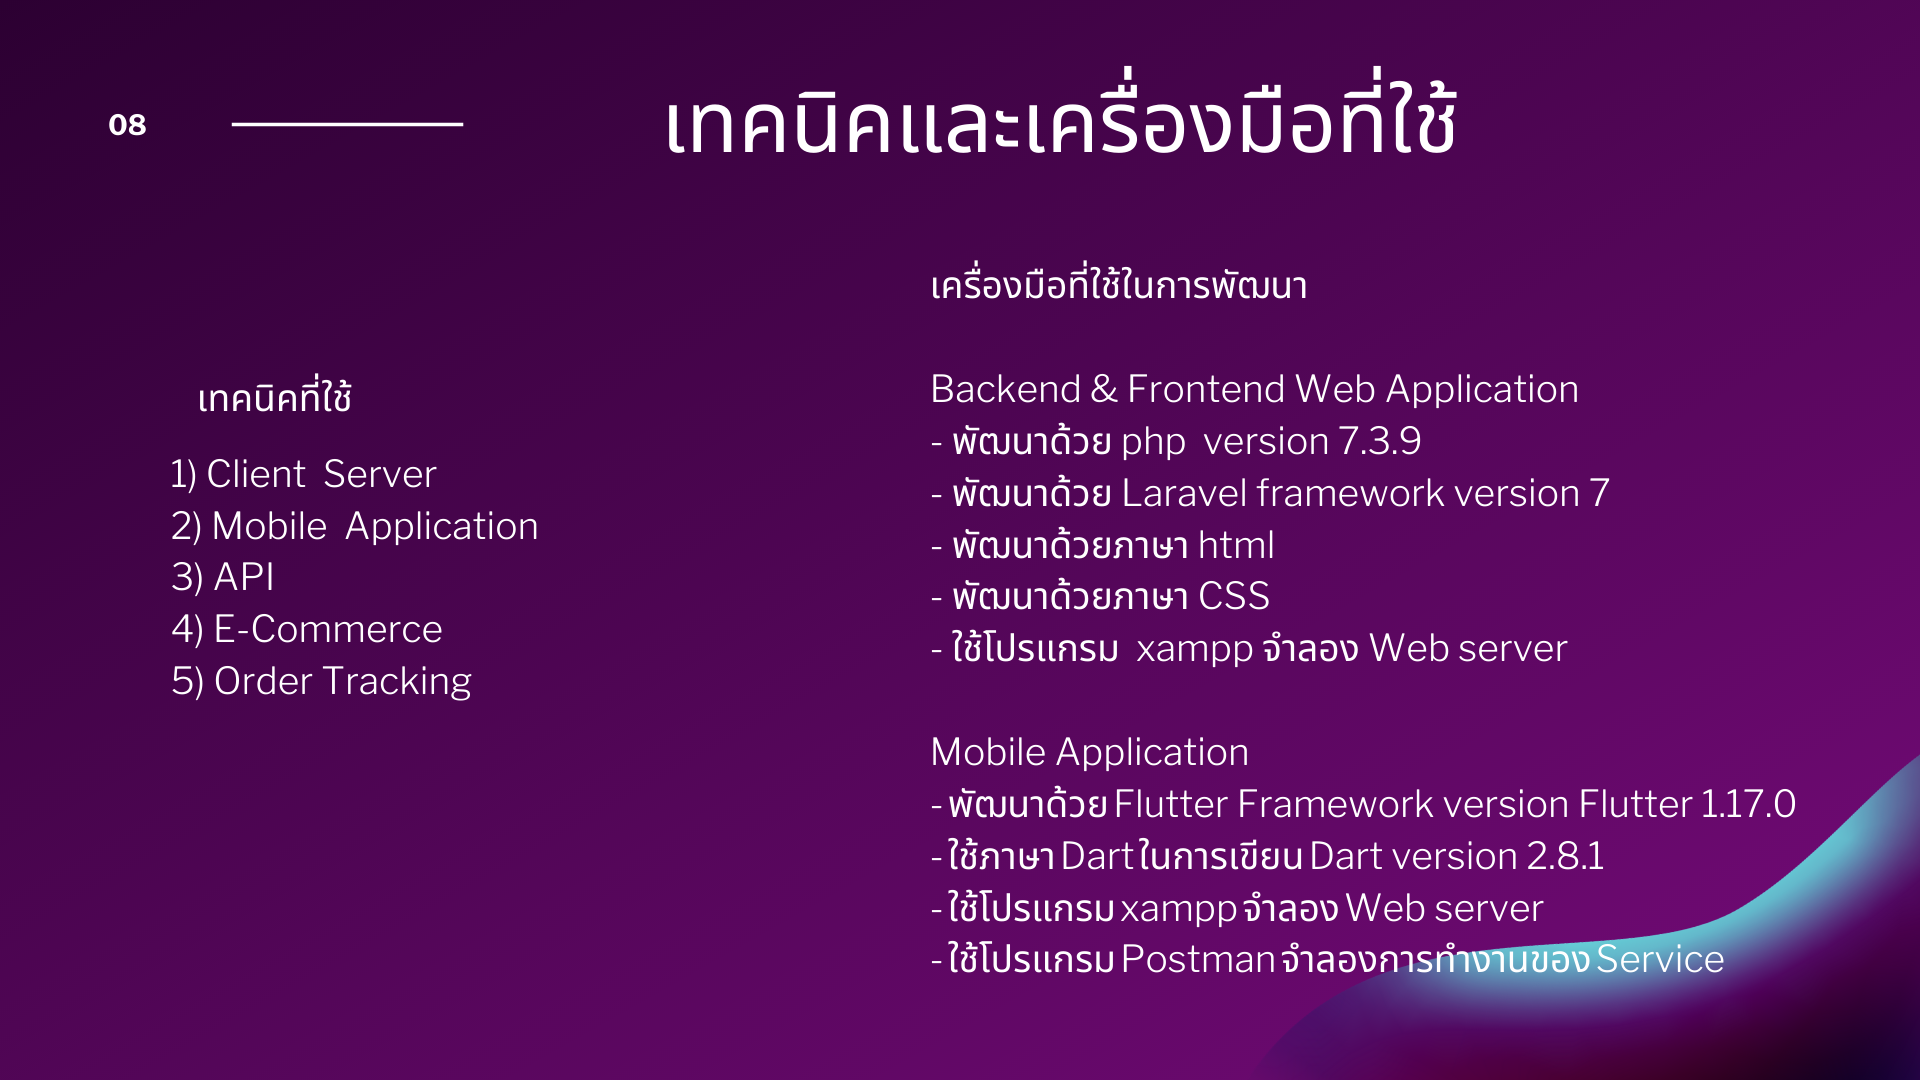 08
เทคนิคและเครื่องมือที่ใช้
เทคนิคที่ใช้
1) Client  Server
2) Mobile  Application
3) API
4) E-Commerce
5) Order Tracking
เครื่องมือที่ใช้ในการพัฒนา
Backend & Frontend Web Application
- พัฒนาด้วย php  version 7.3.9
- พัฒนาด้วย Laravel framework version 7
- พัฒนาด้วยภาษา html
- พัฒนาด้วยภาษา CSS
- ใช้โปรแกรม  xampp จำลอง Web server
Mobile Application
- พัฒนาด้วย Flutter Framework version Flutter 1.17.0
- ใช้ภาษา Dart ในการเขียน Dart version 2.8.1
- ใช้โปรแกรม xampp จำลอง Web server
- ใช้โปรแกรม Postman จำลองการทำงานของ Service